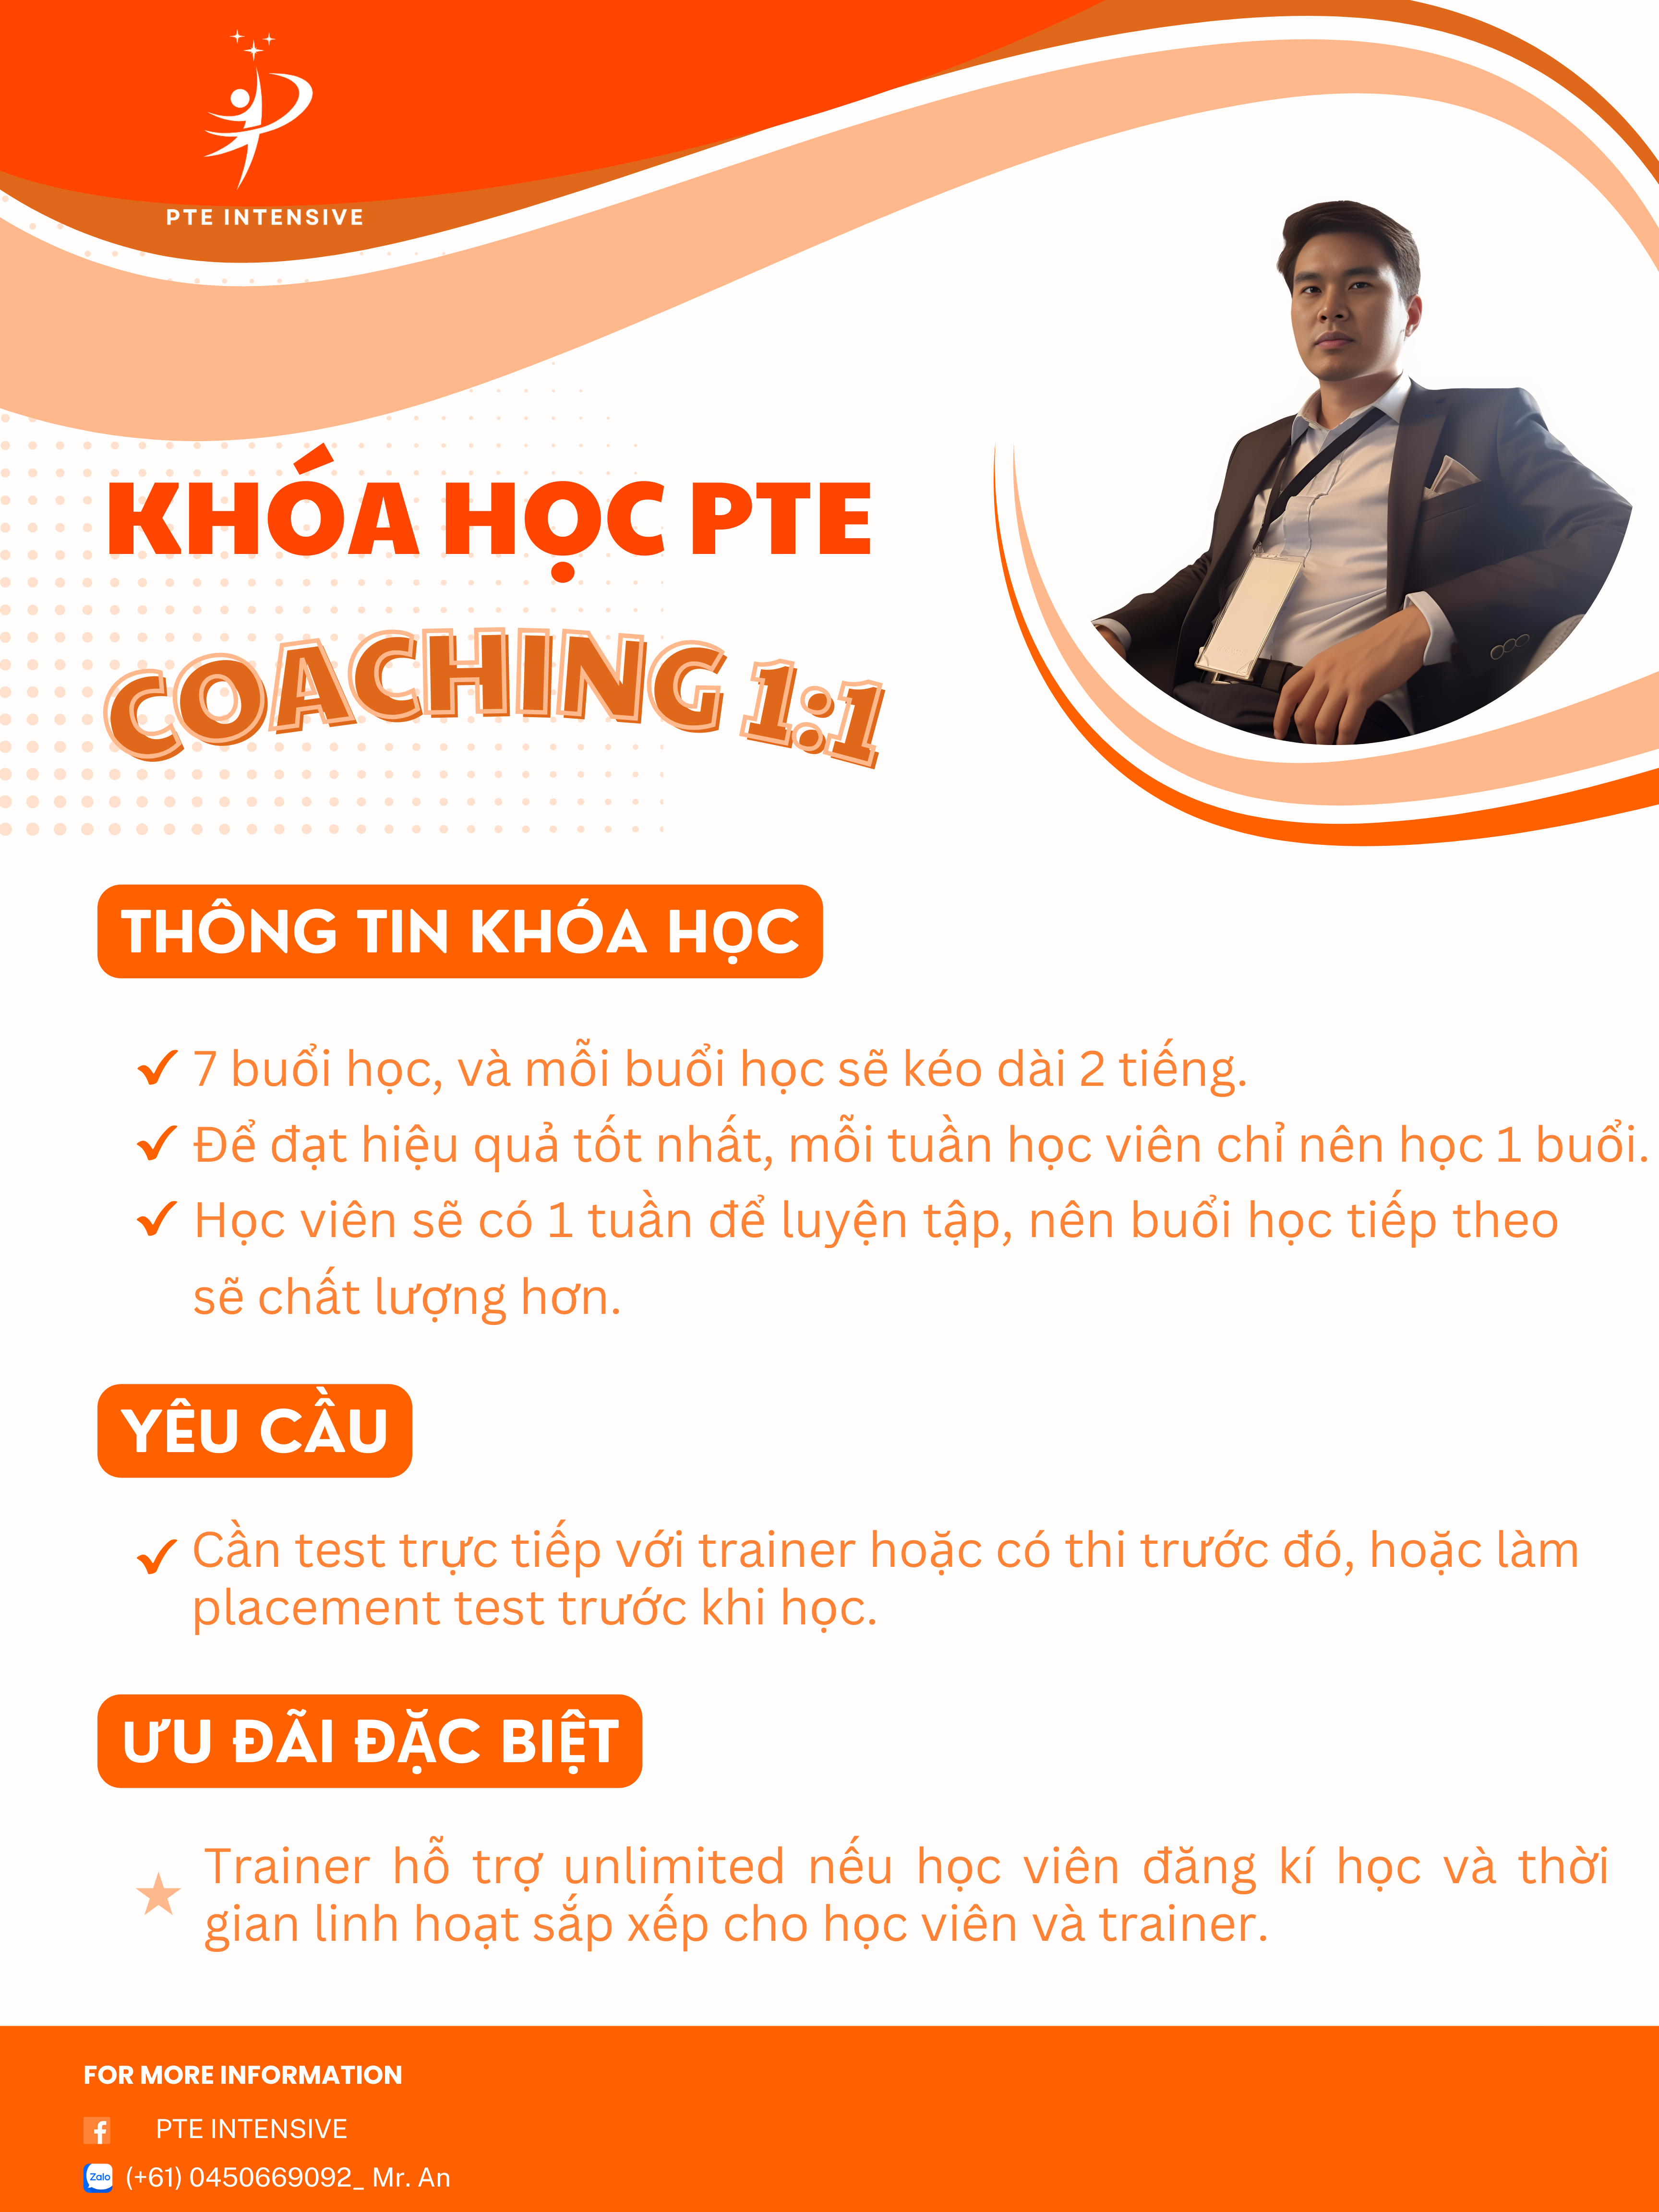 PTE INTENSIVE
KHÓA HỌC PTE
COACHING 1:1
THÔNG TIN KHÓA HỌC
7 buổi học, và mỗi buổi học sẽ kéo dài 2 tiếng.
Để đạt hiệu quả tốt nhất, mỗi tuần học viên chỉ nên học 1 buổi.
Học viên sẽ có 1 tuần để luyện tập, nên buổi học tiếp theo
sẽ chất lượng hơn.
YÊU CẦU
Cần test trực tiếp với trainer hoặc có thi trước đó, hoặc làm
placement test trước khi học.
ƯU ĐÃI ĐẶC BIỆT
Trainer hỗ trợ unlimited nếu học viên đăng kí học và thời
gian linh hoạt sắp xếp cho học viên và trainer.
FOR MORE INFORMATION
f PTE INTENSIVE
Zalo (+61) 0450669092_ Mr. An